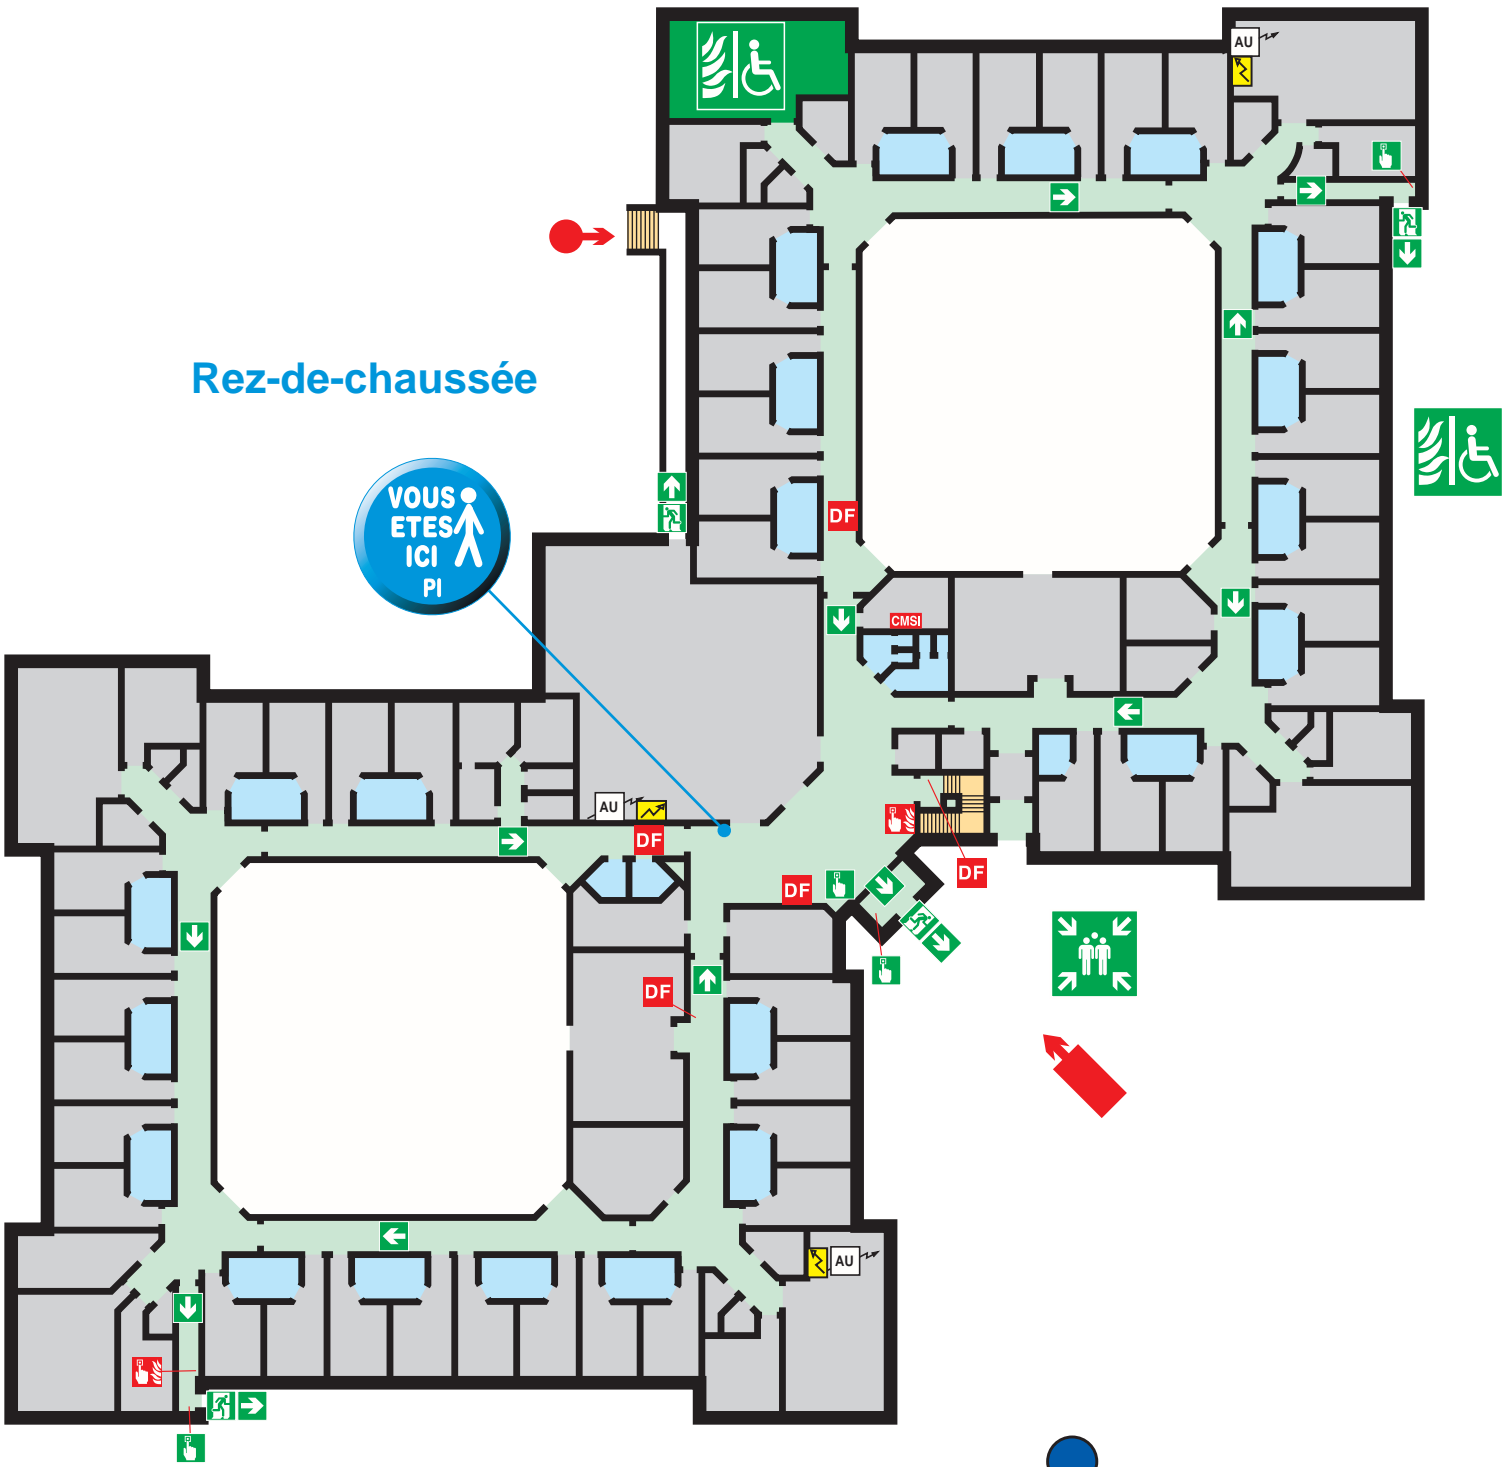 AU
Rez-de-chaussée
VOUS
ETES
ICI
PI
DF
CMSI
AU
DF
DF
DF
DF
AU